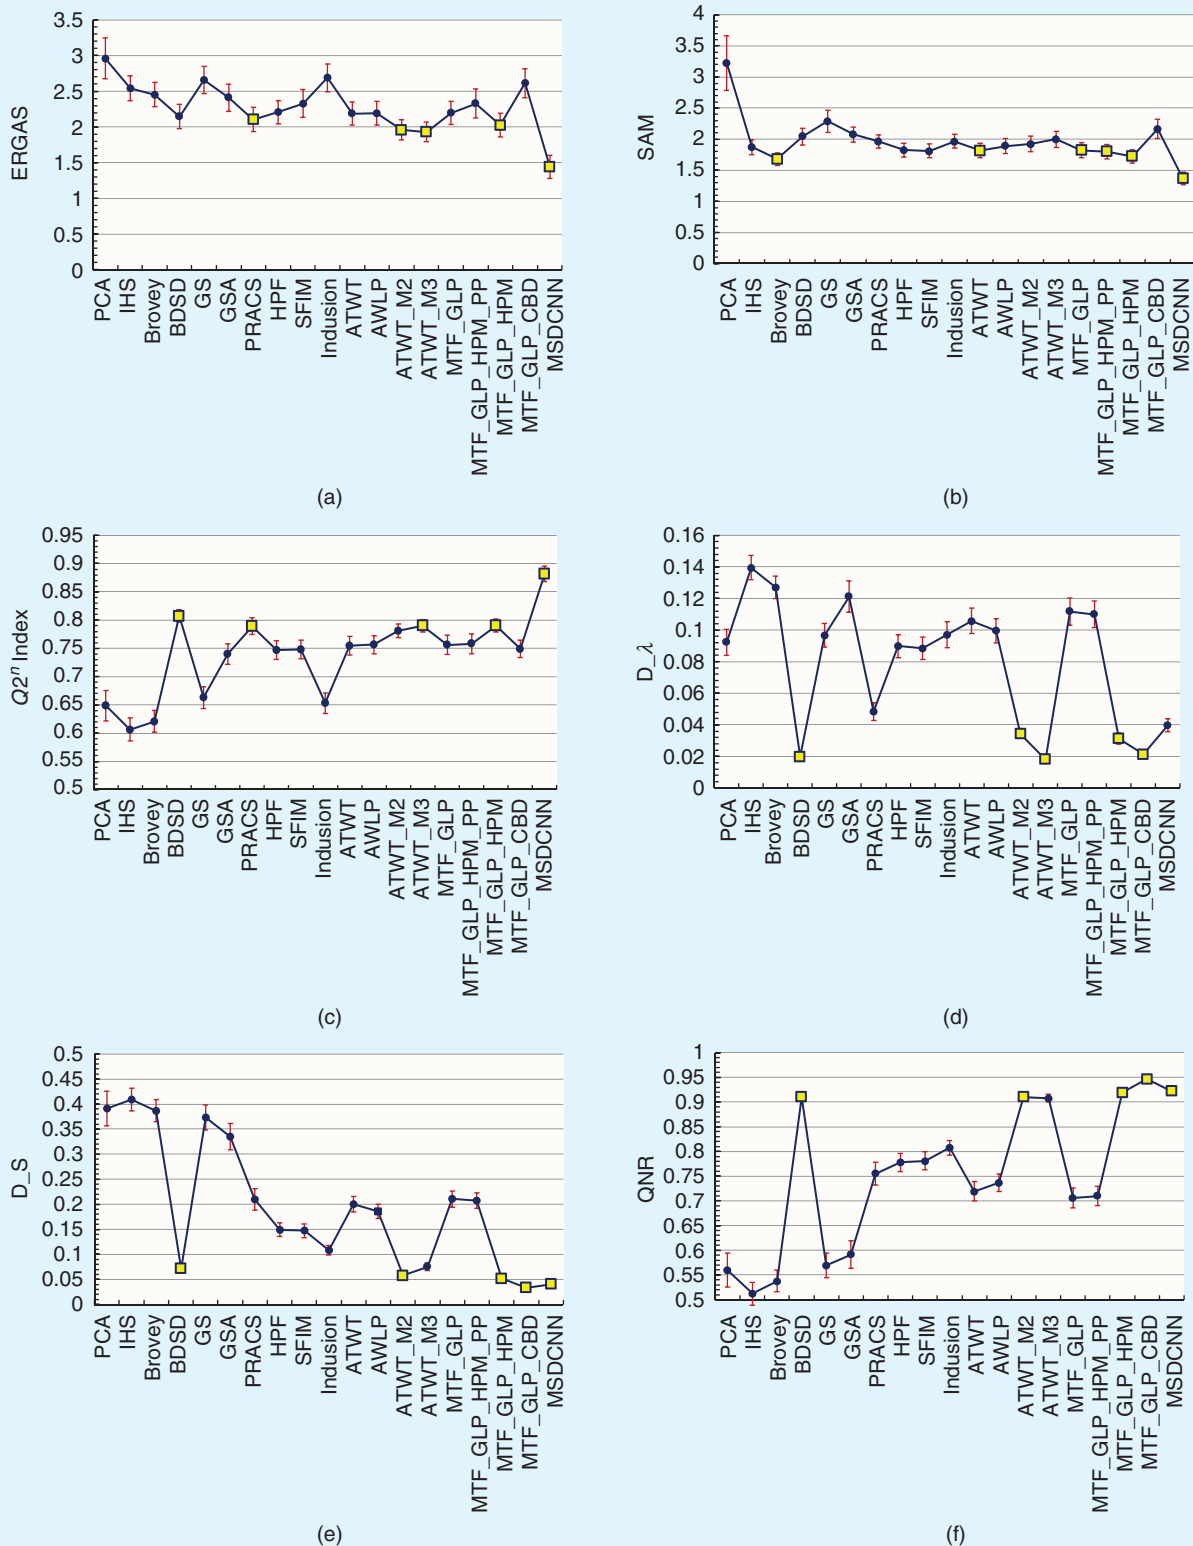 3.5
3
2.5
2
1.5
1
0.5
0
ERGAS
PCA
IHS
Brovey
BDSD
GS
GSA
PRACS
HPF
SFIM
Indusion
ATWT
AWLP
ATWT_M2
ATWT_M3
MTF_GLP
MTF_GLP_HPM_PP
MTF_GLP_HPM
MTF_GLP_CBD
MSDCNN
(a)
4
3.5
3
2.5
2
1.5
1
0.5
0
SAM
PCA
IHS
Brovey
BDSD
GS
GSA
PRACS
HPF
SFIM
Indusion
ATWT
AWLP
ATWT_M2
ATWT_M3
MTF_GLP
MTF_GLP_HPM_PP
MTF_GLP_HPM
MTF_GLP_CBD
MSDCNN
(b)
0.95
0.9
0.85
0.8
0.75
0.7
0.65
0.6
0.55
0.5
Q2ⁿ Index
PCA
IHS
Brovey
BDSD
GS
GSA
PRACS
HPF
SFIM
Indusion
ATWT
AWLP
ATWT_M2
ATWT_M3
MTF_GLP
MTF_GLP_HPM_PP
MTF_GLP_HPM
MTF_GLP_CBD
MSDCNN
(c)
0.16
0.14
0.12
0.1
0.08
0.06
0.04
0.02
0
D_λ
PCA
IHS
Brovey
BDSD
GS
GSA
PRACS
HPF
SFIM
Indusion
ATWT
AWLP
ATWT_M2
ATWT_M3
MTF_GLP
MTF_GLP_HPM_PP
MTF_GLP_HPM
MTF_GLP_CBD
MSDCNN
(d)
0.5
0.45
0.4
0.35
0.3
0.25
0.2
0.15
0.1
0.05
0
D_S
PCA
IHS
Brovey
BDSD
GS
GSA
PRACS
HPF
SFIM
Indusion
ATWT
AWLP
ATWT_M2
ATWT_M3
MTF_GLP
MTF_GLP_HPM_PP
MTF_GLP_HPM
MTF_GLP_CBD
MSDCNN
(e)
1
0.95
0.9
0.85
0.8
0.75
0.7
0.65
0.6
0.55
0.5
QNR
PCA
IHS
Brovey
BDSD
GS
GSA
PRACS
HPF
SFIM
Indusion
ATWT
AWLP
ATWT_M2
ATWT_M3
MTF_GLP
MTF_GLP_HPM_PP
MTF_GLP_HPM
MTF_GLP_CBD
MSDCNN
(f)